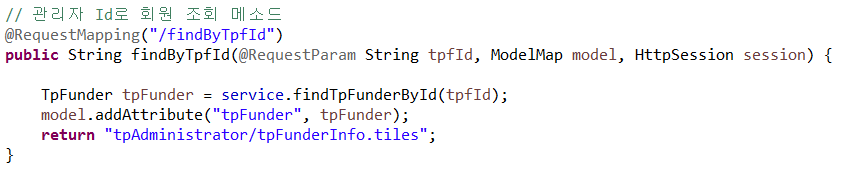 // 관리자 Id로 회원 조회 메소드
@RequestMapping("/findByTpfId")
public String findByTpfId(@RequestParam String tpfId, ModelMap model, HttpSession session) {
TpFunder tpFunder = service.findTpFunderById(tpfId);
model.addAttribute("tpFunder", tpFunder);
return "tpAdministrator/tpFunderInfo.tiles";
}